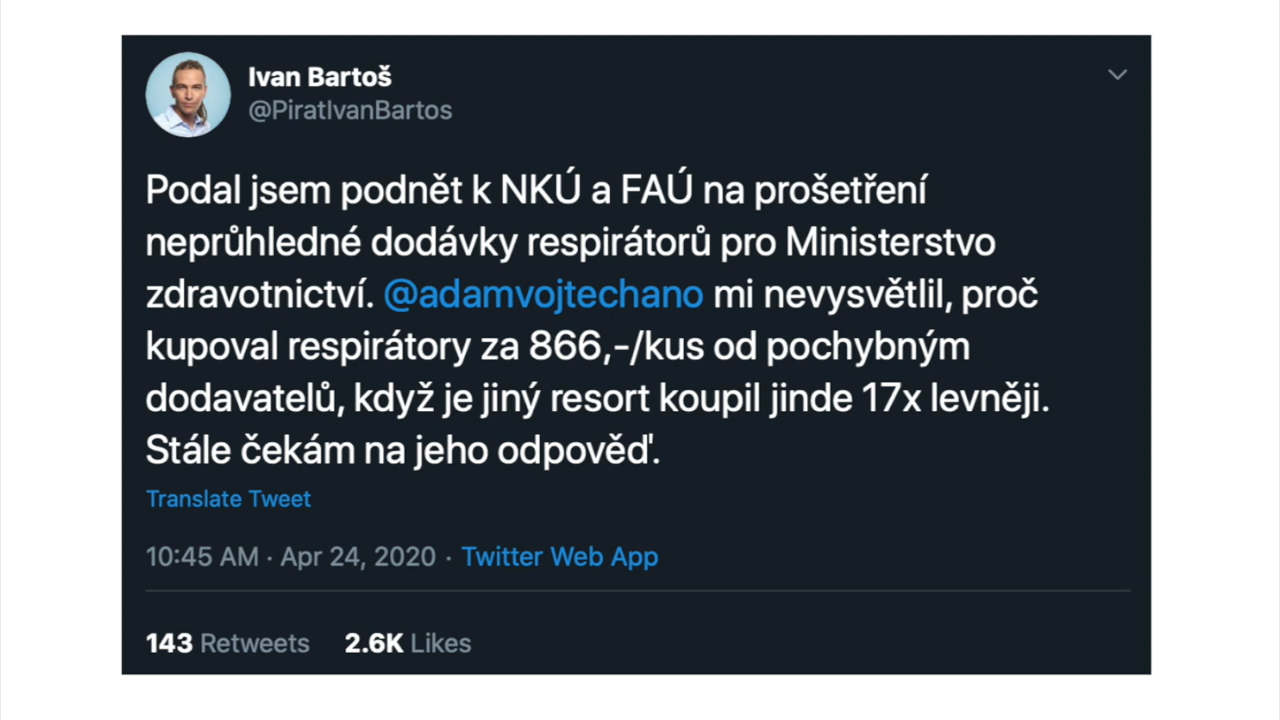 Ivan Bartoš
@PiratIvanBartos
Podal jsem podnět k NKÚ a FAÚ na prošetření
neprůhledné dodávky respirátorů pro Ministerstvo
zdravotnictví. @adamvojtechano mi nevysvětlil, proč
kupoval respirátory za 866,-/kus od pochybným
dodavatelů, když je jiný resort koupil jinde 17x levněji.
Stále čekám na jeho odpověď.
Translate Tweet
10:45 AM · Apr 24, 2020 · Twitter Web App
143 Retweets 2.6K Likes